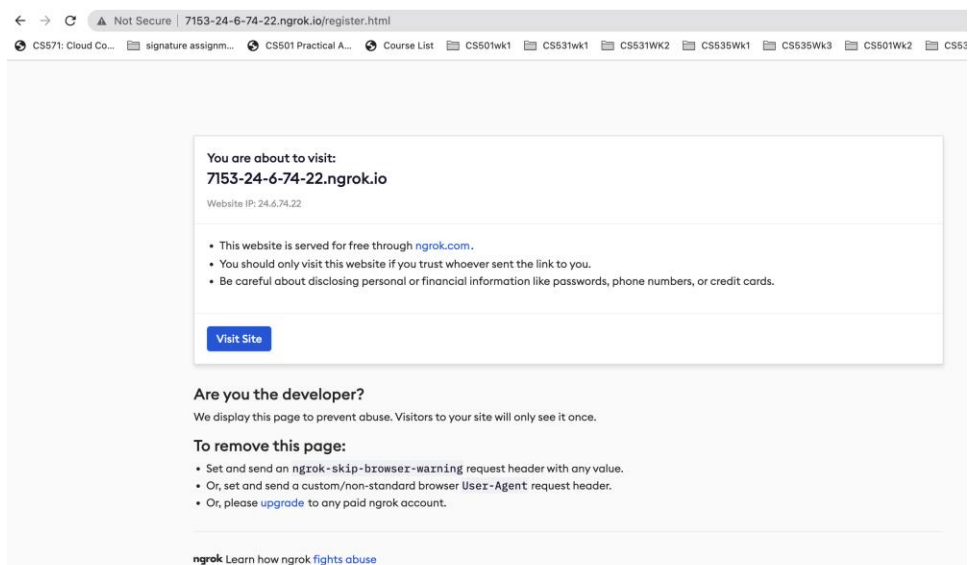 Not Secure 7153-24-6-74-22.ngrok.io/register.html
CS571: Cloud Co... signature assignm... CS501 Practical A... Course List CS501wk1 CS531wk1 CS531WK2 CS535Wk1 CS535Wk3 CS501Wk2 CS53
You are about to visit:
7153-24-6-74-22.ngrok.io
Website IP: 24.6.74.22
• This website is served for free through ngrok.com.
• You should only visit this website if you trust whoever sent the link to you.
• Be careful about disclosing personal or financial information like passwords, phone numbers, or credit cards.
Visit Site
Are you the developer?
We display this page to prevent abuse. Visitors to your site will only see it once.
To remove this page:
• Set and send an ngrok-skip-browser-warning request header with any value.
• Or, set and send a custom/non-standard browser User-Agent request header.
• Or, please upgrade to any paid ngrok account.
ngrok Learn how ngrok fights abuse